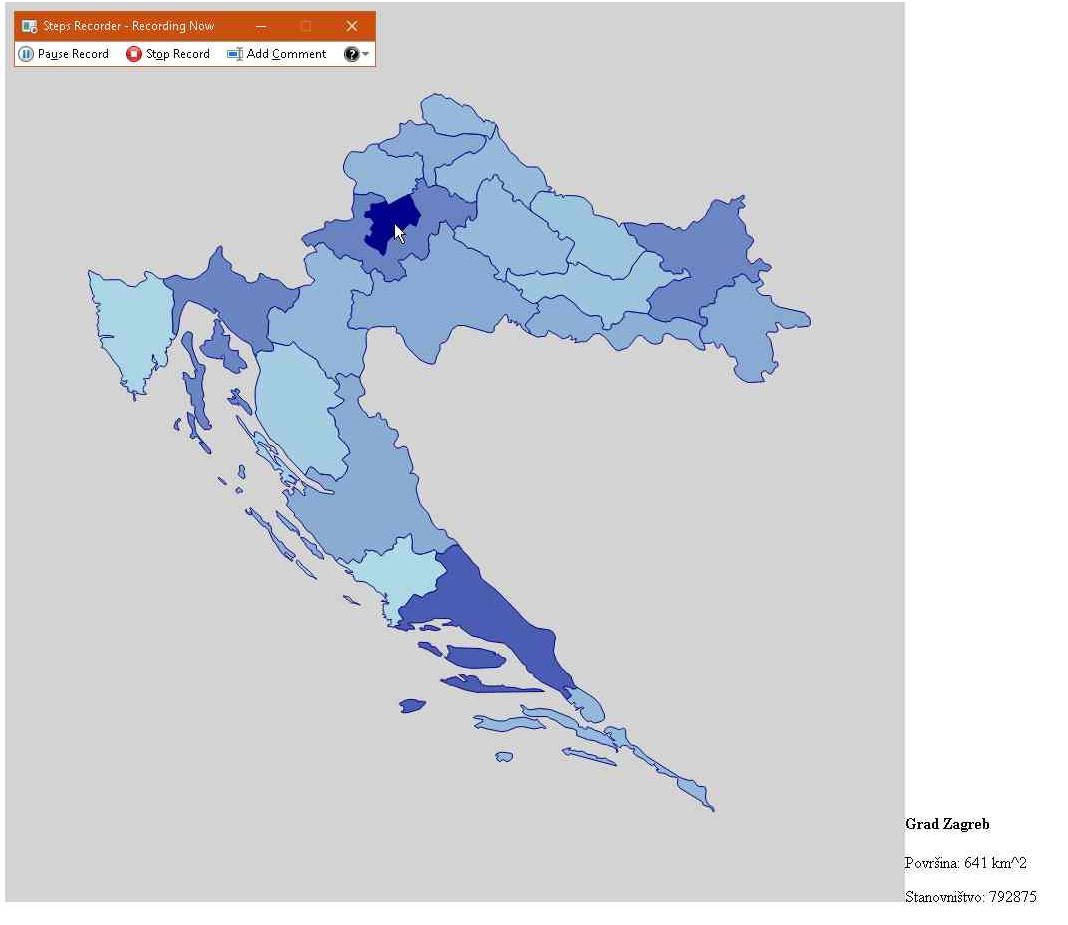 Steps Recorder - Recording Now
Pause Record Stop Record Add Comment
Grad Zagreb
Površina: 641 km^2
Stanovništvo: 792875